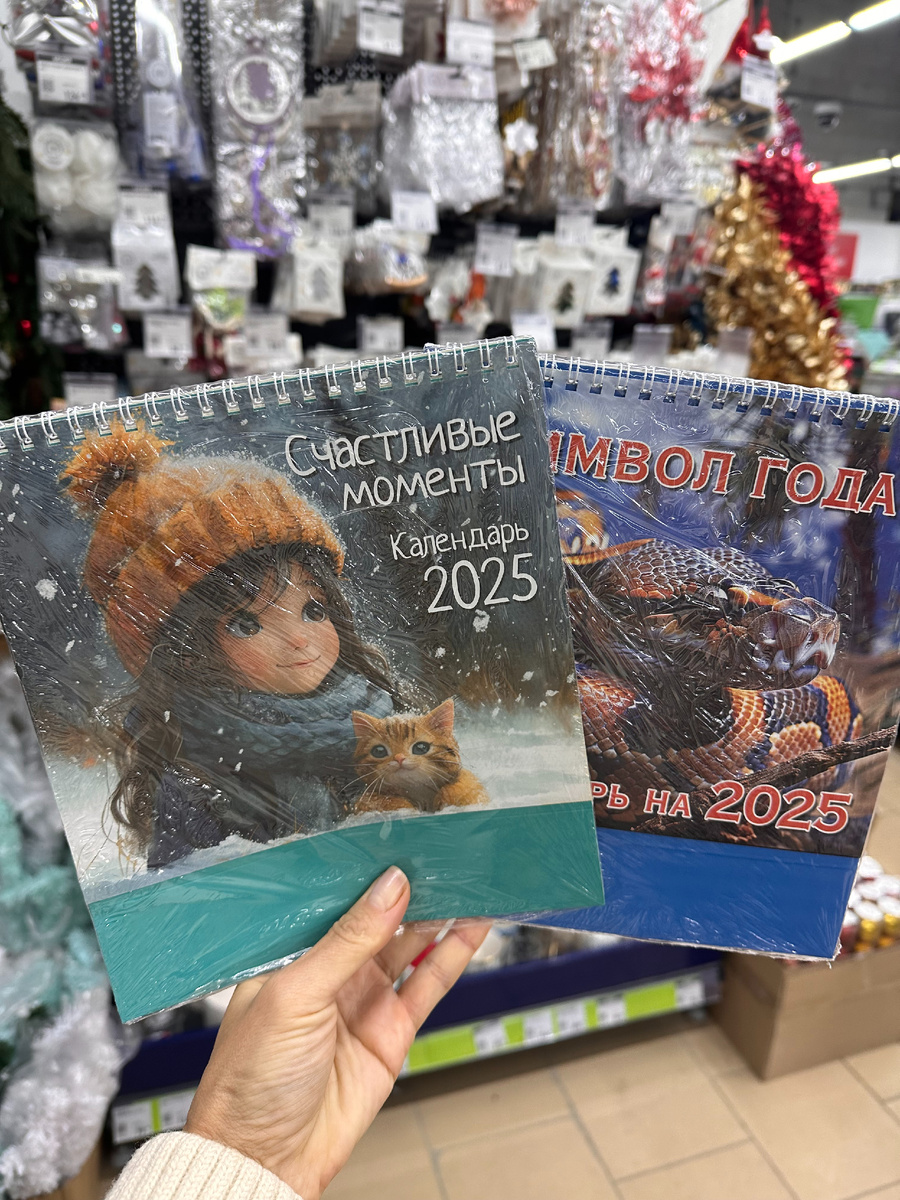 Счастливые
моменты
Календарь
2025
ИМВОЛ ГОДА
РЬ НА 2025